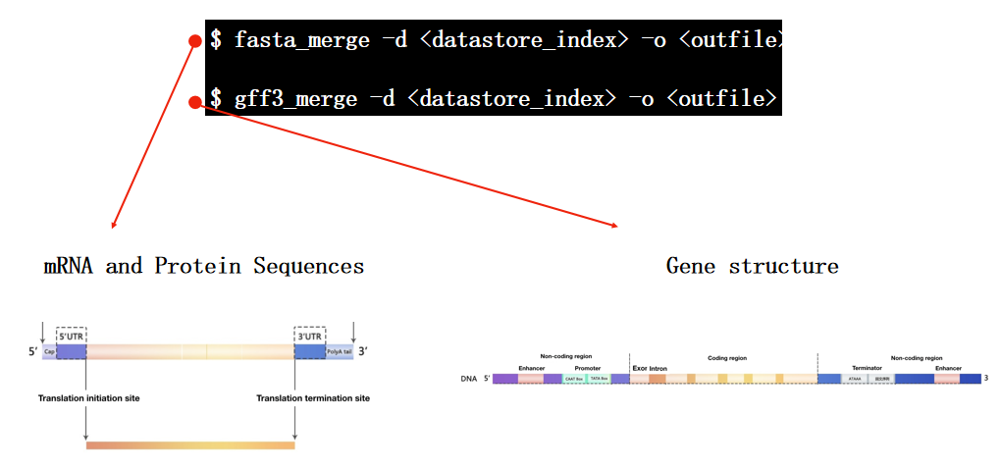 $ fasta_merge -d <datastore_index> -o <outfile>
$ gff3_merge -d <datastore_index> -o <outfile>
mRNA and Protein Sequences
Gene structure
5'UTR
3'UTR
5' Cap PolyA tail 3'
Translation initiation site
Translation termination site
Non-coding region
Coding region
Non-coding region
Enhancer
Promoter
Exor Intron
Terminator
Enhancer
DNA 5' CAAT Box TATA Box ATAAA 3